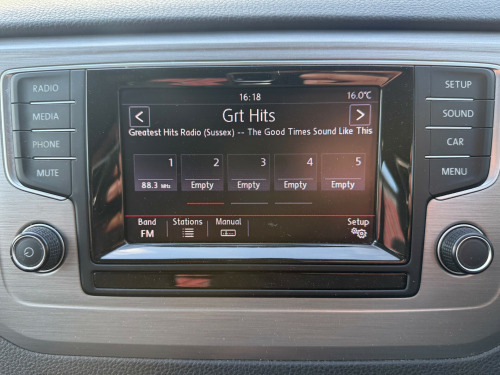 RADIO
MEDIA
PHONE
MUTE
16:18 16.0°C
Grt Hits
Greatest Hits Radio (Sussex) -- The Good Times Sound Like This
1 2 3 4 5
88.3 MHz Empty Empty Empty Empty
Band Stations Manual Setup
FM
SETUP
SOUND
CAR
MENU